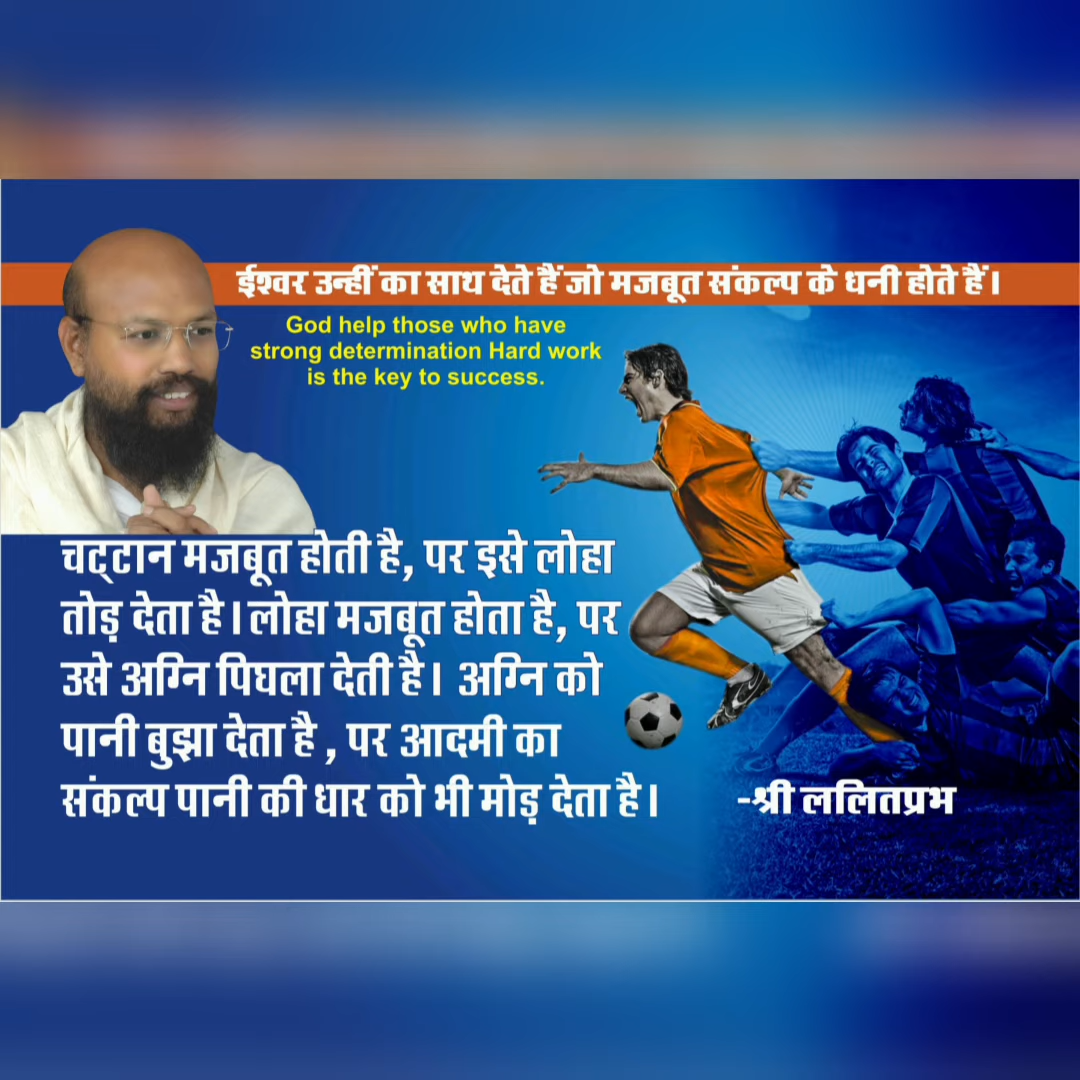 ईश्वर उन्हीं का साथ देते हैं जो मजबूत संकल्प के धनी होते हैं।
God help those who have
strong determination Hard work
is the key to success.
चट्टान मजबूत होती है, पर इसे लोहा
तोड़ देता है। लोहा मजबूत होता है, पर
उसे अग्नि पिघला देती है। अग्नि को
पानी बुझा देता है , पर आदमी का
संकल्प पानी की धार को भी मोड़ देता है।
-श्री ललितप्रभ